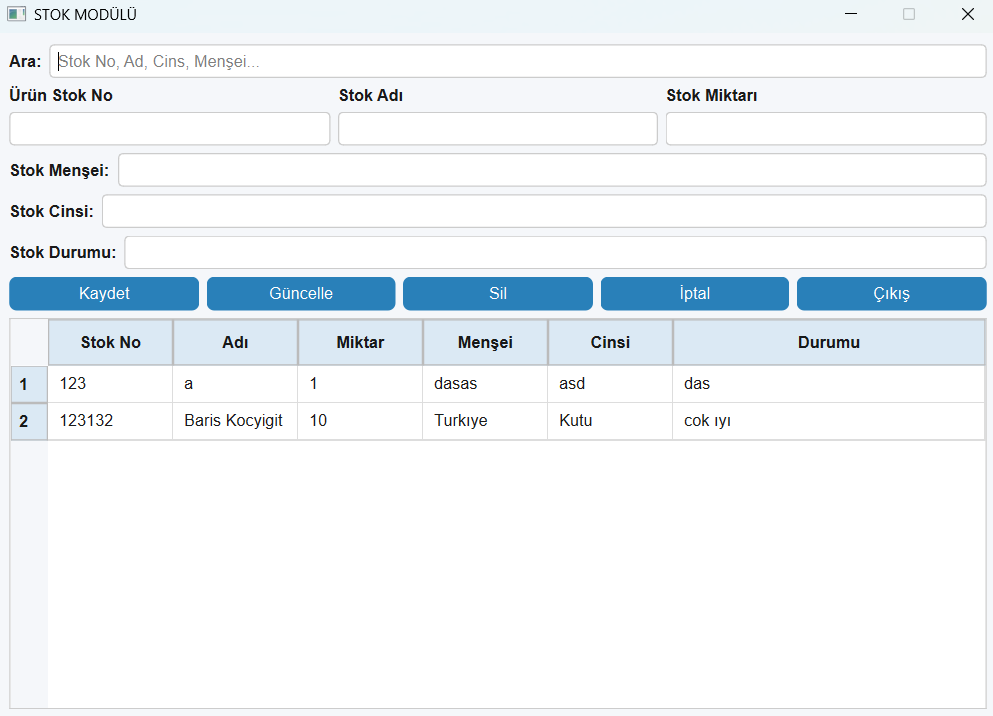 STOK MODÜLÜ
Ara: Stok No, Ad, Cins, Menşei...
Ürün Stok No Stok Adı Stok Miktarı
Stok Menşei:
Stok Cinsi:
Stok Durumu:
Kaydet Güncelle Sil İptal Çıkış
Stok No Adı Miktar Menşei Cinsi Durumu
1 123 a 1 dasas asd das
2 123132 Baris Kocyigit 10 Turkıye Kutu cok ıyı